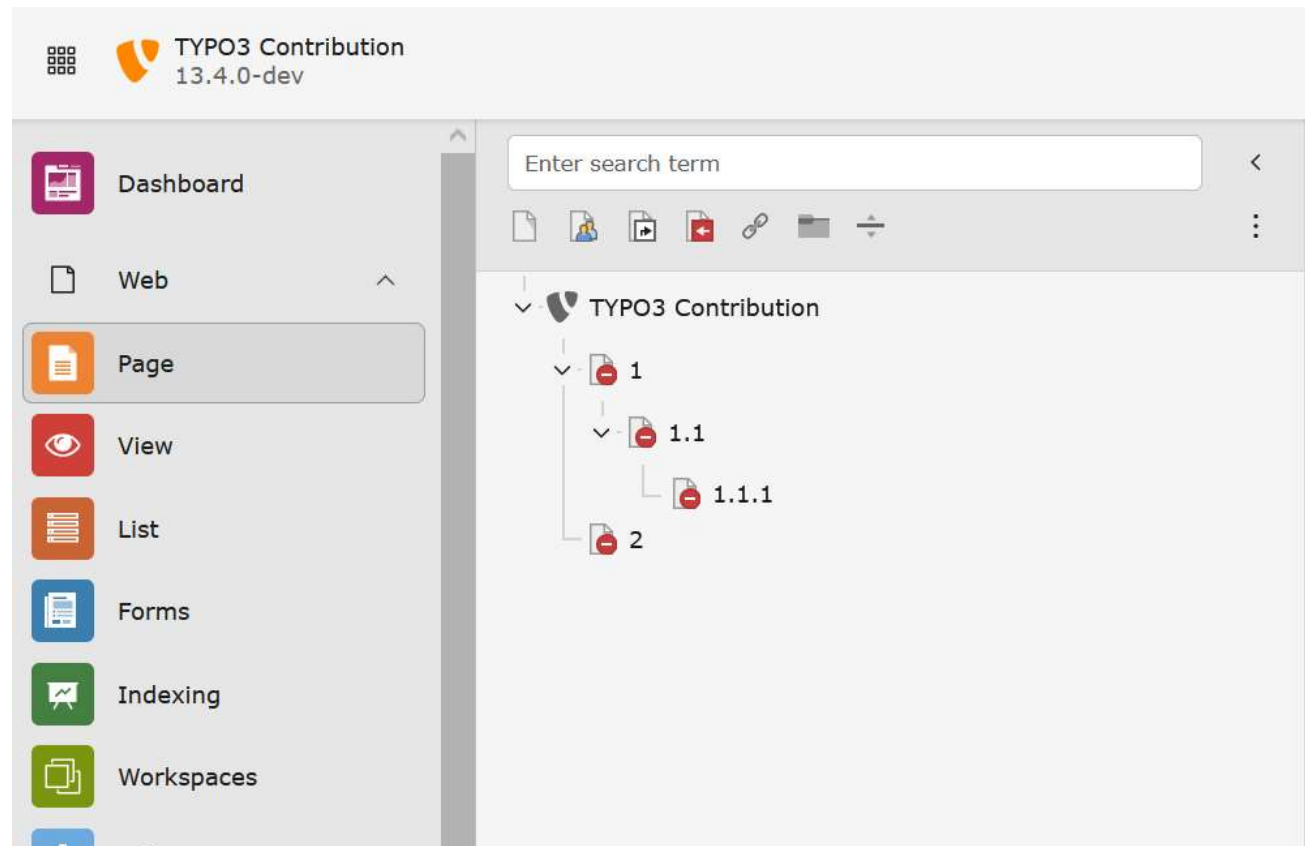 TYPO3 Contribution
13.4.0-dev
Dashboard
Web
Page
View
List
Forms
Indexing
Workspaces
Enter search term
TYPO3 Contribution
1
1.1
1.1.1
2